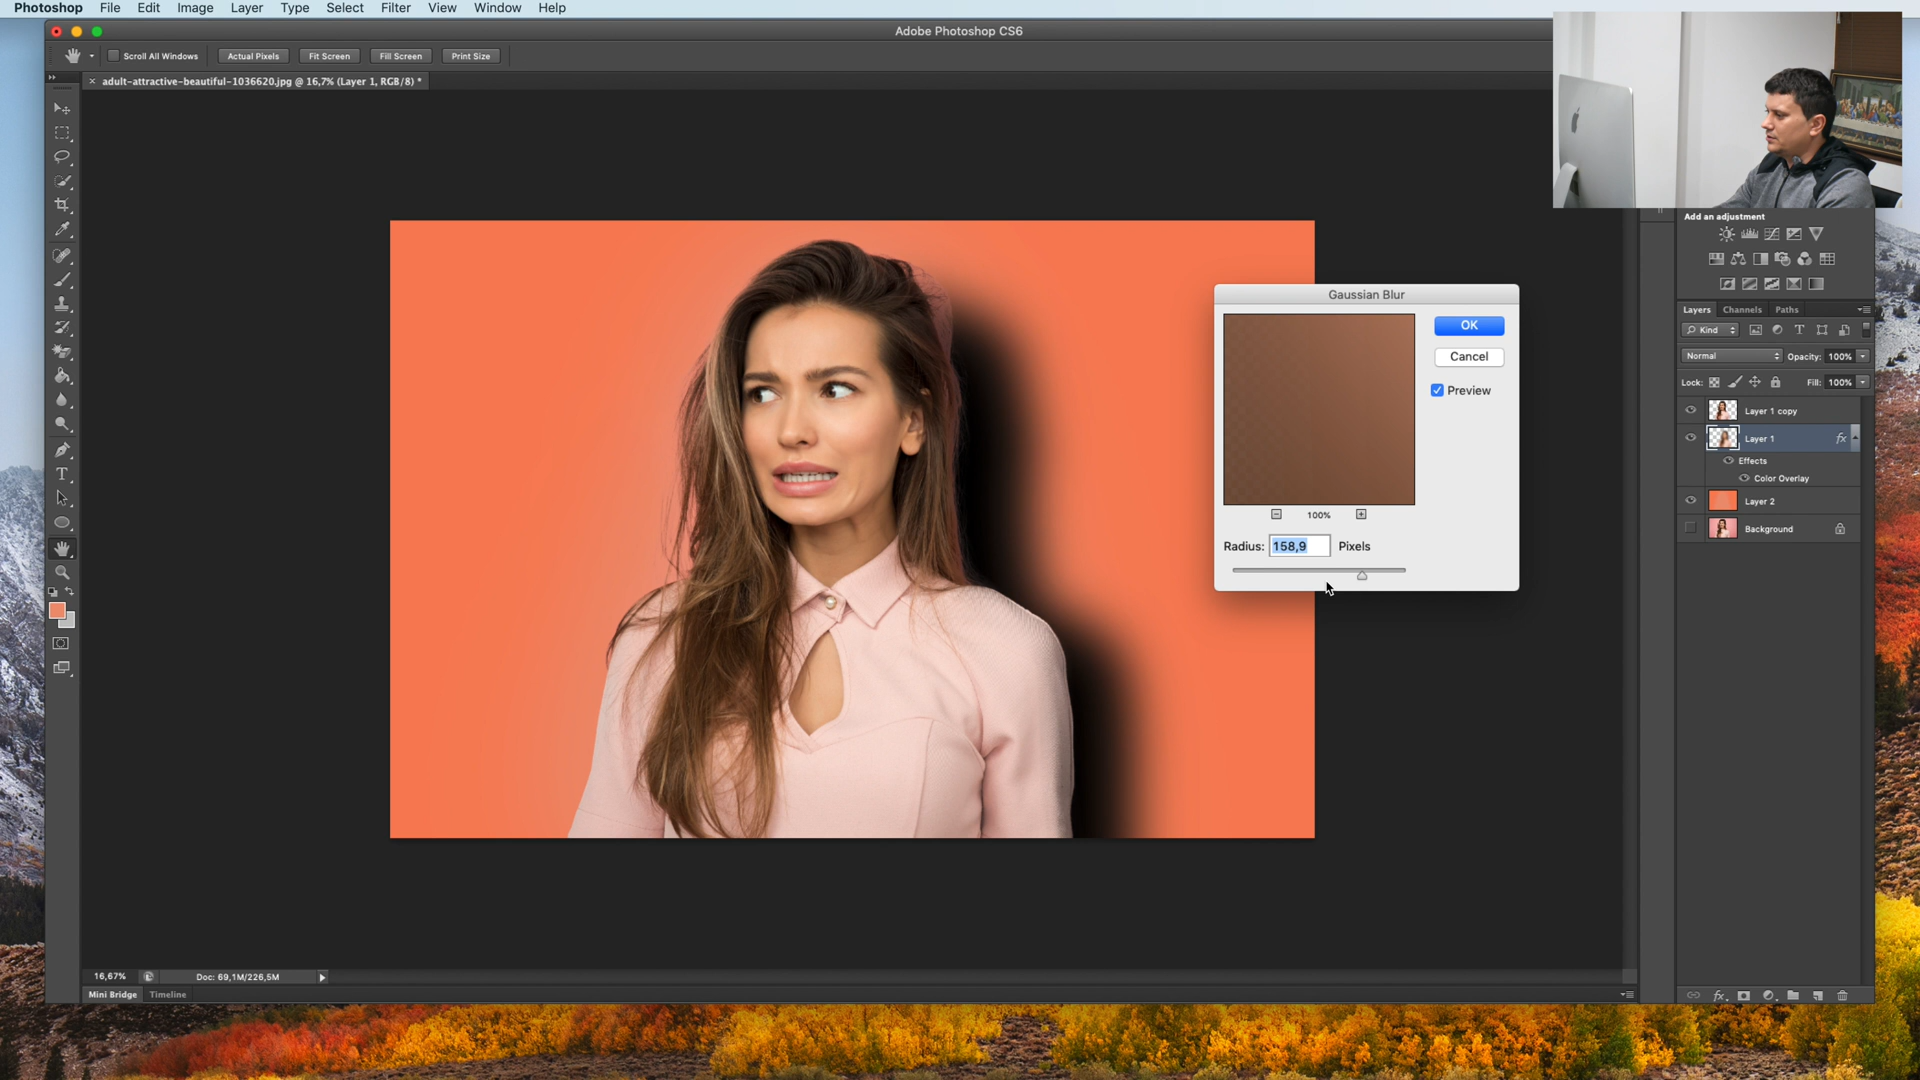 Photoshop File Edit Image Layer Type Select Filter View Window Help
Adobe Photoshop CS6
Scroll All Windows Actual Pixels Fit Screen Fill Screen Print Size
adult-attractive-beautiful-1036620.jpg @ 16,7% (Layer 1, RGB/8) *
Add an adjustment
Layers Channels Paths
Kind
Normal Opacity: 100%
Lock: Fill: 100%
Layer 1 copy
Layer 1 fx
Effects
Color Overlay
Layer 2
Background
Gaussian Blur
OK
Cancel
Preview
100%
Radius: 158,9 Pixels
16,67% Doc: 69,1M/226,5M
Mini Bridge Timeline
fx